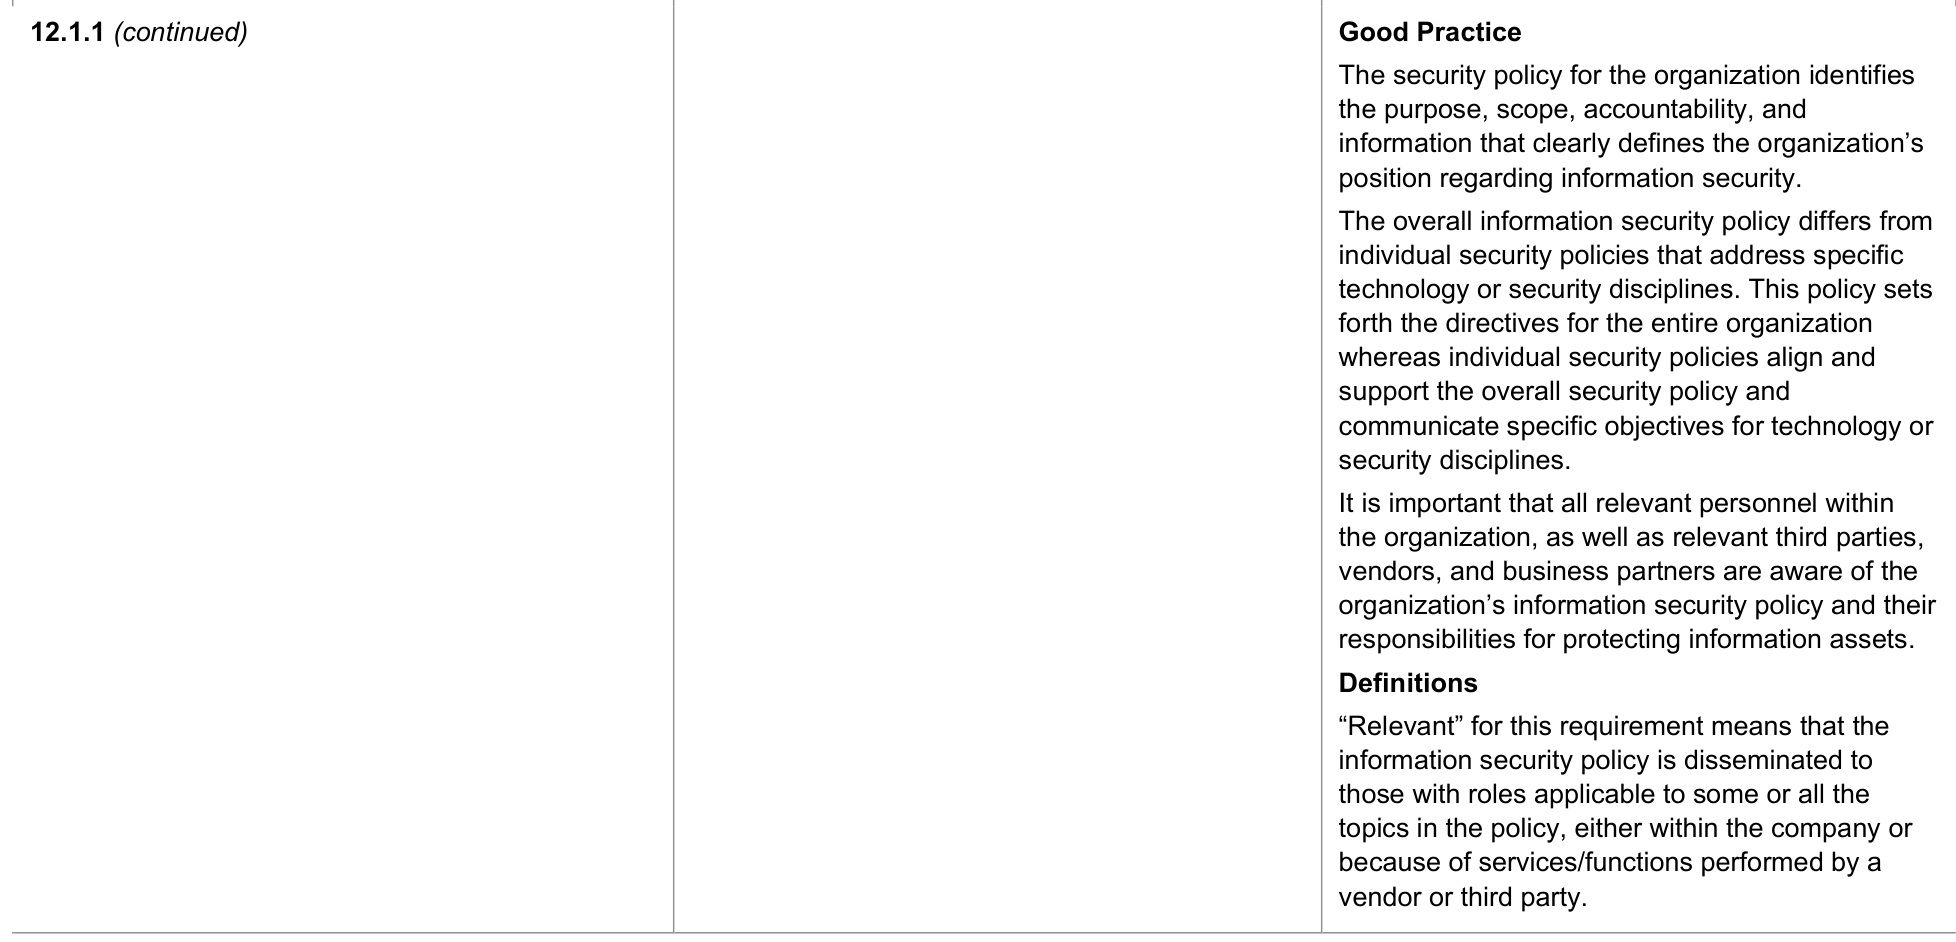 12.1.1 (continued)
Good Practice
The security policy for the organization identifies
the purpose, scope, accountability, and
information that clearly defines the organization’s
position regarding information security.
The overall information security policy differs from
individual security policies that address specific
technology or security disciplines. This policy sets
forth the directives for the entire organization
whereas individual security policies align and
support the overall security policy and
communicate specific objectives for technology or
security disciplines.
It is important that all relevant personnel within
the organization, as well as relevant third parties,
vendors, and business partners are aware of the
organization’s information security policy and their
responsibilities for protecting information assets.
Definitions
“Relevant” for this requirement means that the
information security policy is disseminated to
those with roles applicable to some or all the
topics in the policy, either within the company or
because of services/functions performed by a
vendor or third party.